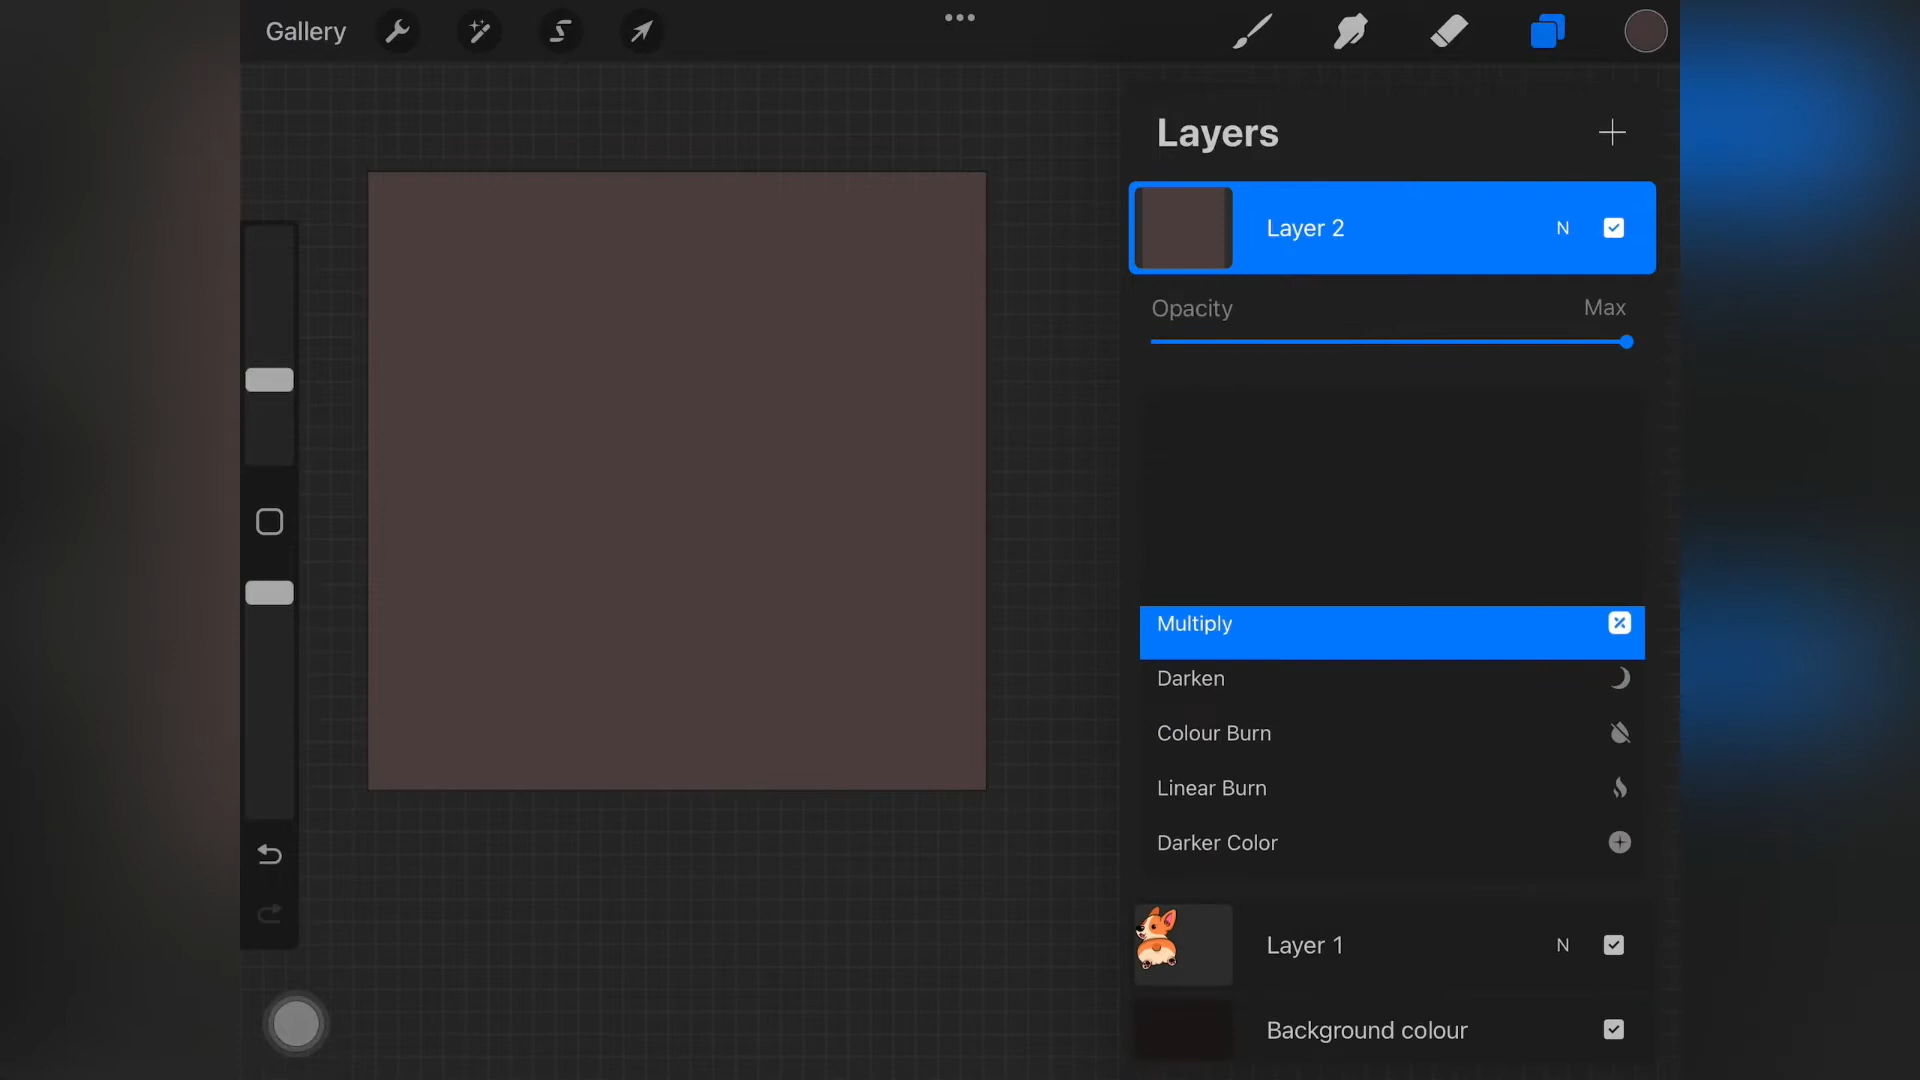 Gallery
Layers
Layer 2 N
Opacity Max
Multiply
Darken
Colour Burn
Linear Burn
Darker Color
Layer 1 N
Background colour